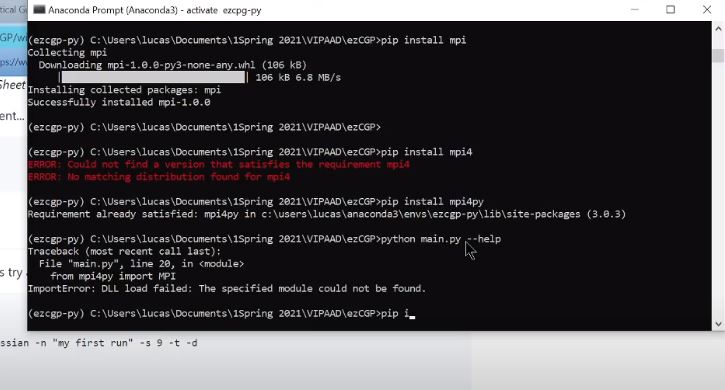 Anaconda Prompt (Anaconda3) - activate ezcpg-py
(ezcgp-py) C:\Users\lucas\Documents\1Spring 2021\VIPAAD\ezCGP>pip install mpi
Collecting mpi
Downloading mpi-1.0.0-py3-none-any.whl (106 kB)
| 106 kB 6.8 MB/s
Installing collected packages: mpi
Successfully installed mpi-1.0.0
(ezcgp-py) C:\Users\lucas\Documents\1Spring 2021\VIPAAD\ezCGP>
(ezcgp-py) C:\Users\lucas\Documents\1Spring 2021\VIPAAD\ezCGP>pip install mpi4
ERROR: Could not find a version that satisfies the requirement mpi4
ERROR: No matching distribution found for mpi4
(ezcgp-py) C:\Users\lucas\Documents\1Spring 2021\VIPAAD\ezCGP>pip install mpi4py
Requirement already satisfied: mpi4py in c:\users\lucas\anaconda3\envs\ezcgp-py\lib\site-packages (3.0.3)
(ezcgp-py) C:\Users\lucas\Documents\1Spring 2021\VIPAAD\ezCGP>python main.py --help
Traceback (most recent call last):
File "main.py", line 20, in <module>
from mpi4py import MPI
ImportError: DLL load failed: The specified module could not be found.
(ezcgp-py) C:\Users\lucas\Documents\1Spring 2021\VIPAAD\ezCGP>pip i_
tical G
GP/vi
ps://w
Sheet
ent...
s try
ssian -n "my first run" -s 9 -t -d